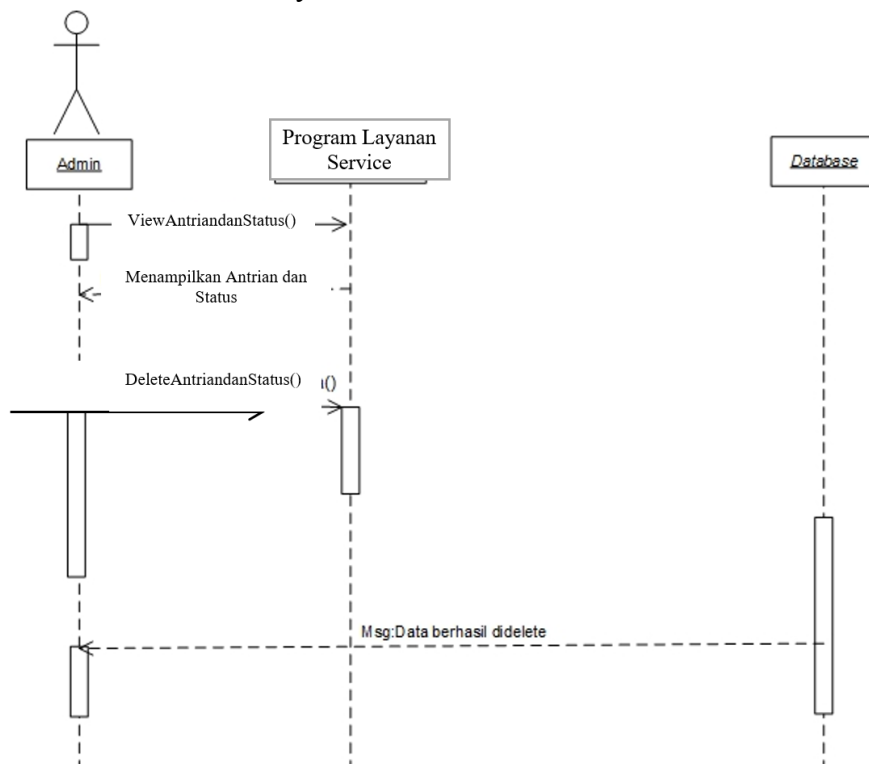 Program Layanan
Service
Admin
Database
ViewAntriandanStatus()
Menampilkan Antrian dan
Status
DeleteAntriandanStatus()
()
Msg:Data berhasil didelete